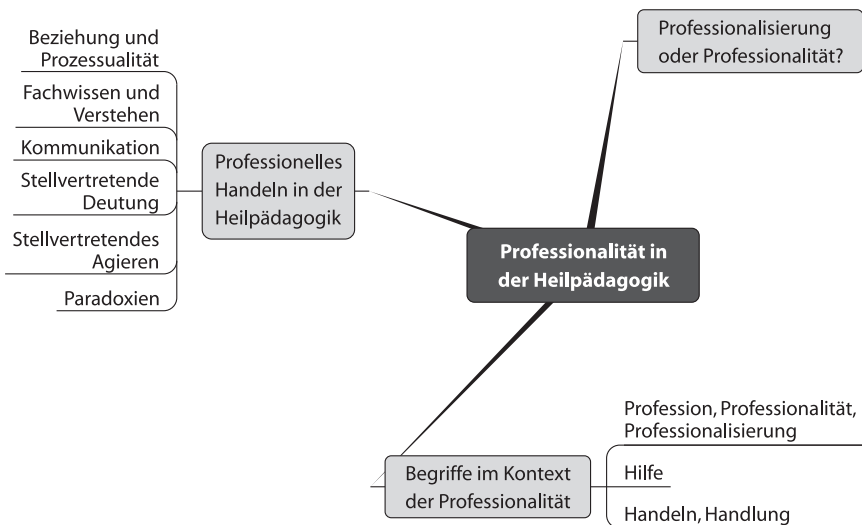 Beziehung und
Prozessualität
Fachwissen und
Verstehen
Kommunikation
Stellvertretende
Deutung
Stellvertretendes
Agieren
Paradoxien
Professionelles
Handeln in der
Heilpädagogik
Professionalisierung
oder Professionalität?
Professionalität in
der Heilpädagogik
Begriffe im Kontext
der Professionalität
Profession, Professionalität,
Professionalisierung
Hilfe
Handeln, Handlung